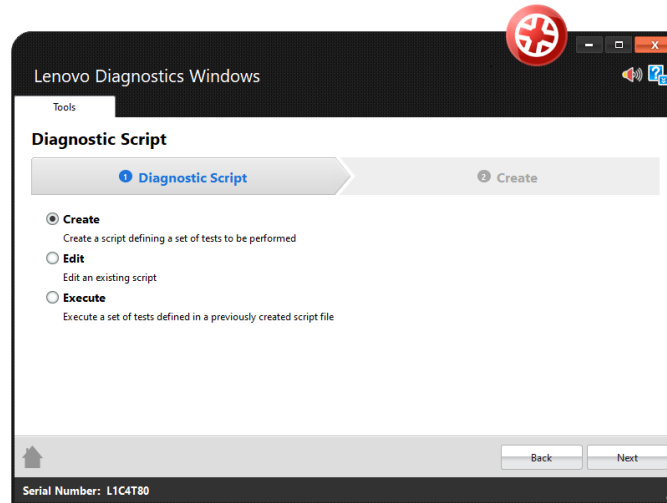 X
Lenovo Diagnostics Windows
?
Tools
Diagnostic Script
1 Diagnostic Script
2 Create
Create
Create a script defining a set of tests to be performed
Edit
Edit an existing script
Execute
Execute a set of tests defined in a previously created script file
Back
Next
Serial Number: L1C4T80